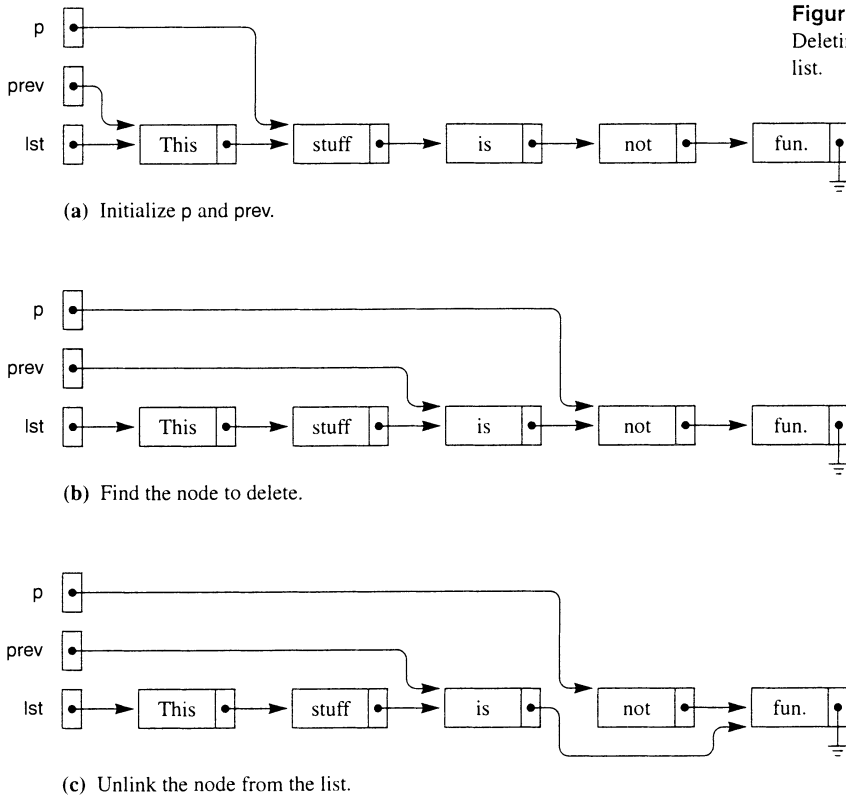 Figur
Deletin
list.
p
prev
lst This stuff is not fun.
(a) Initialize p and prev.
p
prev
lst This stuff is not fun.
(b) Find the node to delete.
p
prev
lst This stuff is not fun.
(c) Unlink the node from the list.